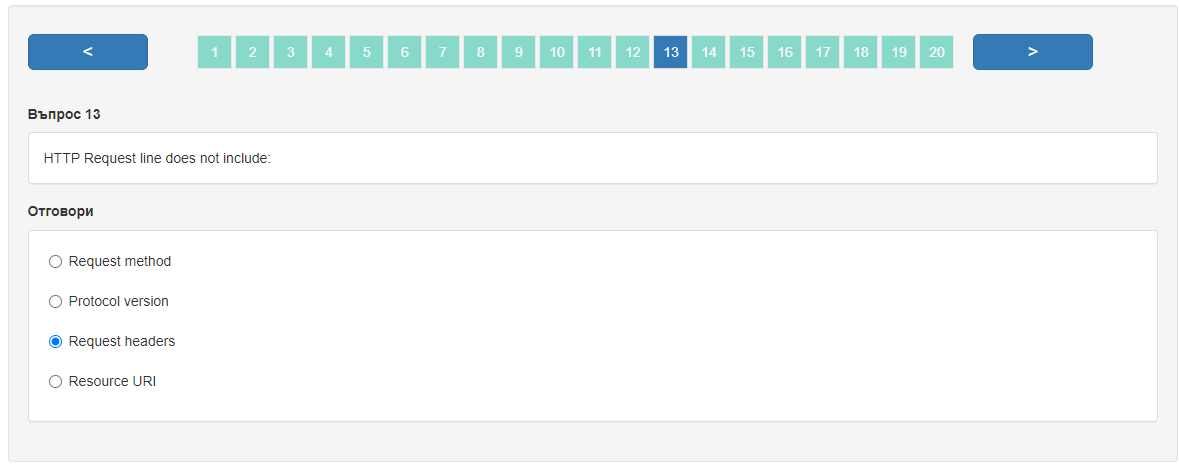 < 1 2 3 4 5 6 7 8 9 10 11 12 13 14 15 16 17 18 19 20 >
Въпрос 13
HTTP Request line does not include:
Отговори
Request method
Protocol version
Request headers
Resource URI